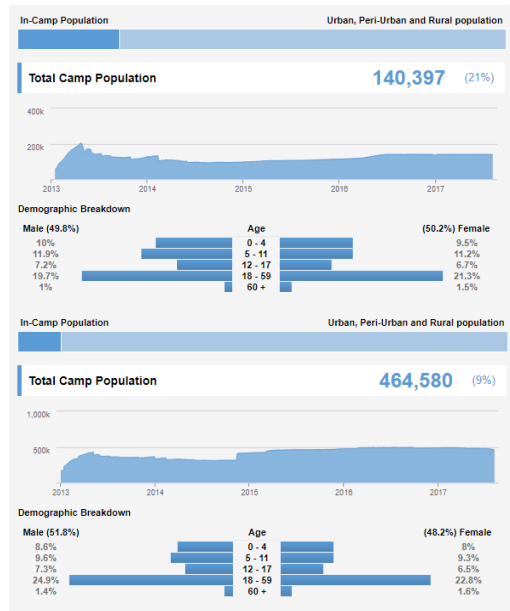 In-Camp Population Urban, Peri-Urban and Rural population
Total Camp Population 140,397 (21%)
400k
200k
2013 2014 2015 2016 2017
Demographic Breakdown
Male (49.8%) Age (50.2%) Female
10% 0 - 4 9.5%
11.9% 5 - 11 11.2%
7.2% 12 - 17 6.7%
19.7% 18 - 59 21.3%
1% 60 + 1.5%
In-Camp Population Urban, Peri-Urban and Rural population
Total Camp Population 464,580 (9%)
1,000k
500k
2013 2014 2015 2016 2017
Demographic Breakdown
Male (51.8%) Age (48.2%) Female
8.6% 0 - 4 8%
9.6% 5 - 11 9.3%
7.3% 12 - 17 6.5%
24.9% 18 - 59 22.8%
1.4% 60 + 1.6%